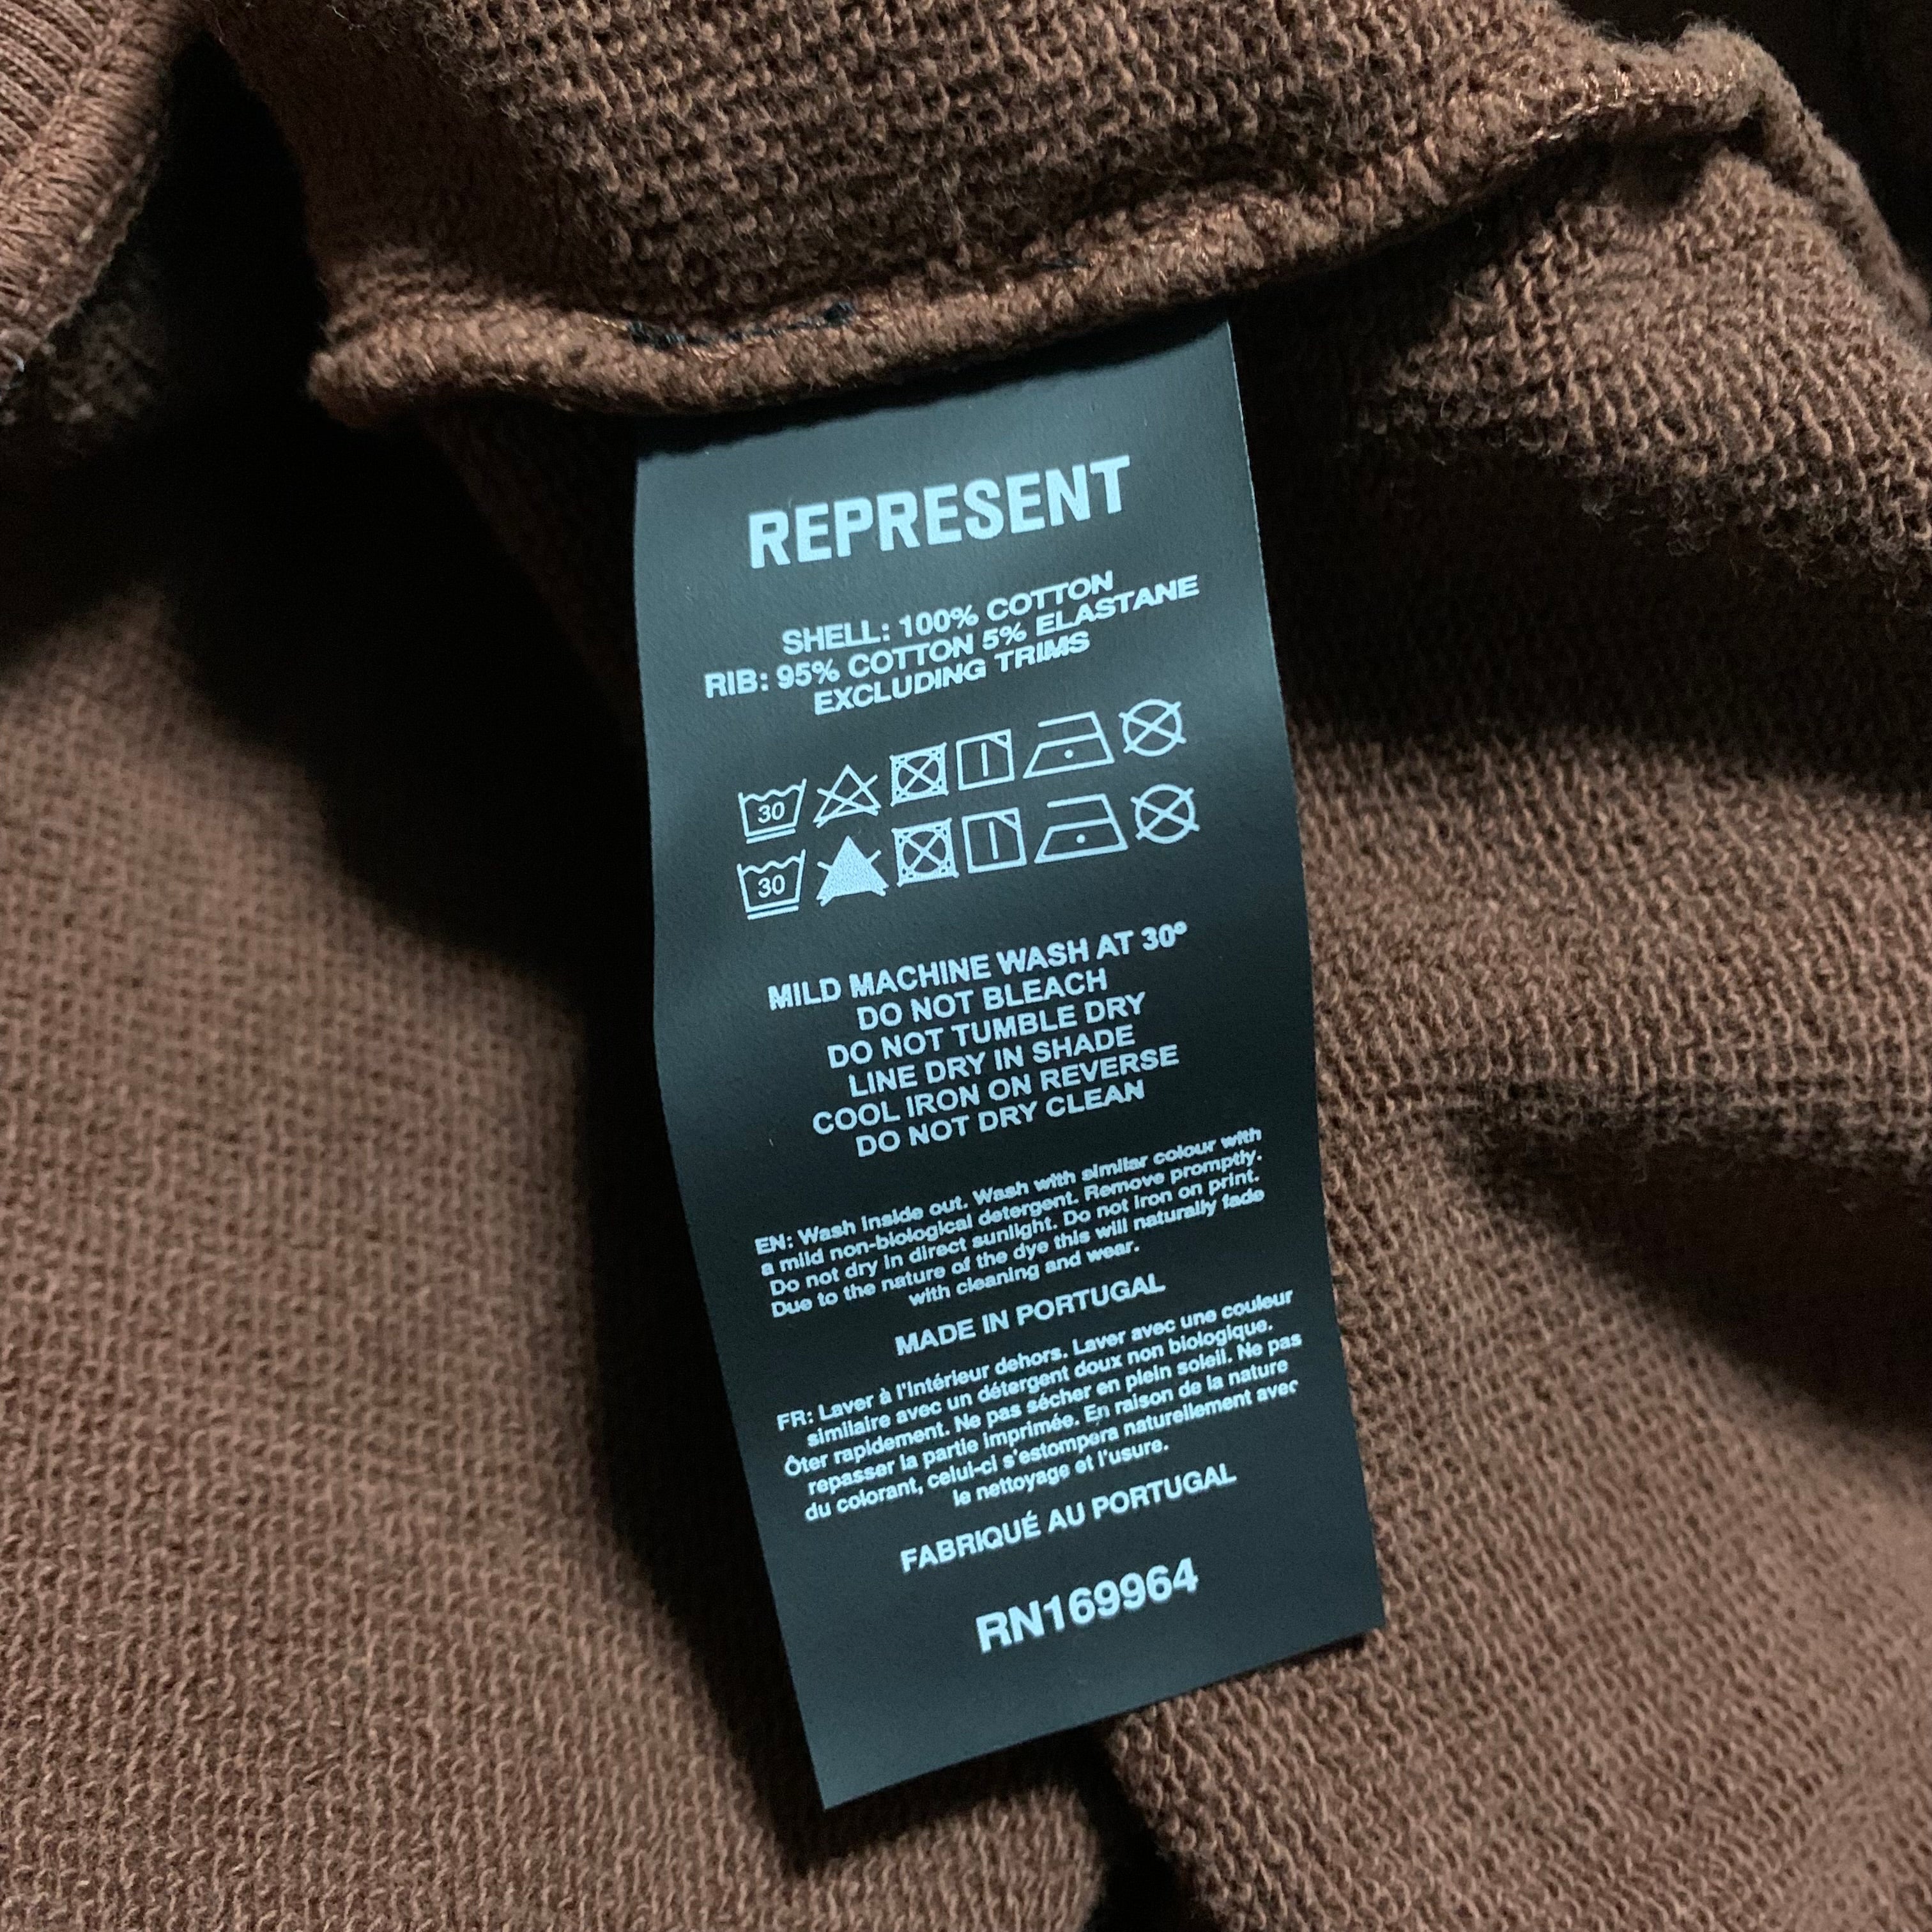 REPRESENT
SHELL: 100% COTTON
RIB: 95% COTTON 5% ELASTANE
EXCLUDING TRIMS
30
30
MILD MACHINE WASH AT 30°
DO NOT BLEACH
DO NOT TUMBLE DRY
LINE DRY IN SHADE
COOL IRON ON REVERSE
DO NOT DRY CLEAN
EN: Wash inside out. Wash with similar colour with
a mild non-biological detergent. Remove promptly.
Do not dry in direct sunlight. Do not iron on print.
Due to the nature of the dye this will naturally fade
with cleaning and wear.
MADE IN PORTUGAL
FR: Laver à l'intérieur dehors. Laver avec une couleur
similaire avec un détergent doux non biologique.
Ôter rapidement. Ne pas sécher en plein soleil. Ne pas
repasser la partie imprimée. En raison de la nature
du colorant, celui-ci s'estompera naturellement avec
le nettoyage et l'usure.
FABRIQUÉ AU PORTUGAL
RN169964